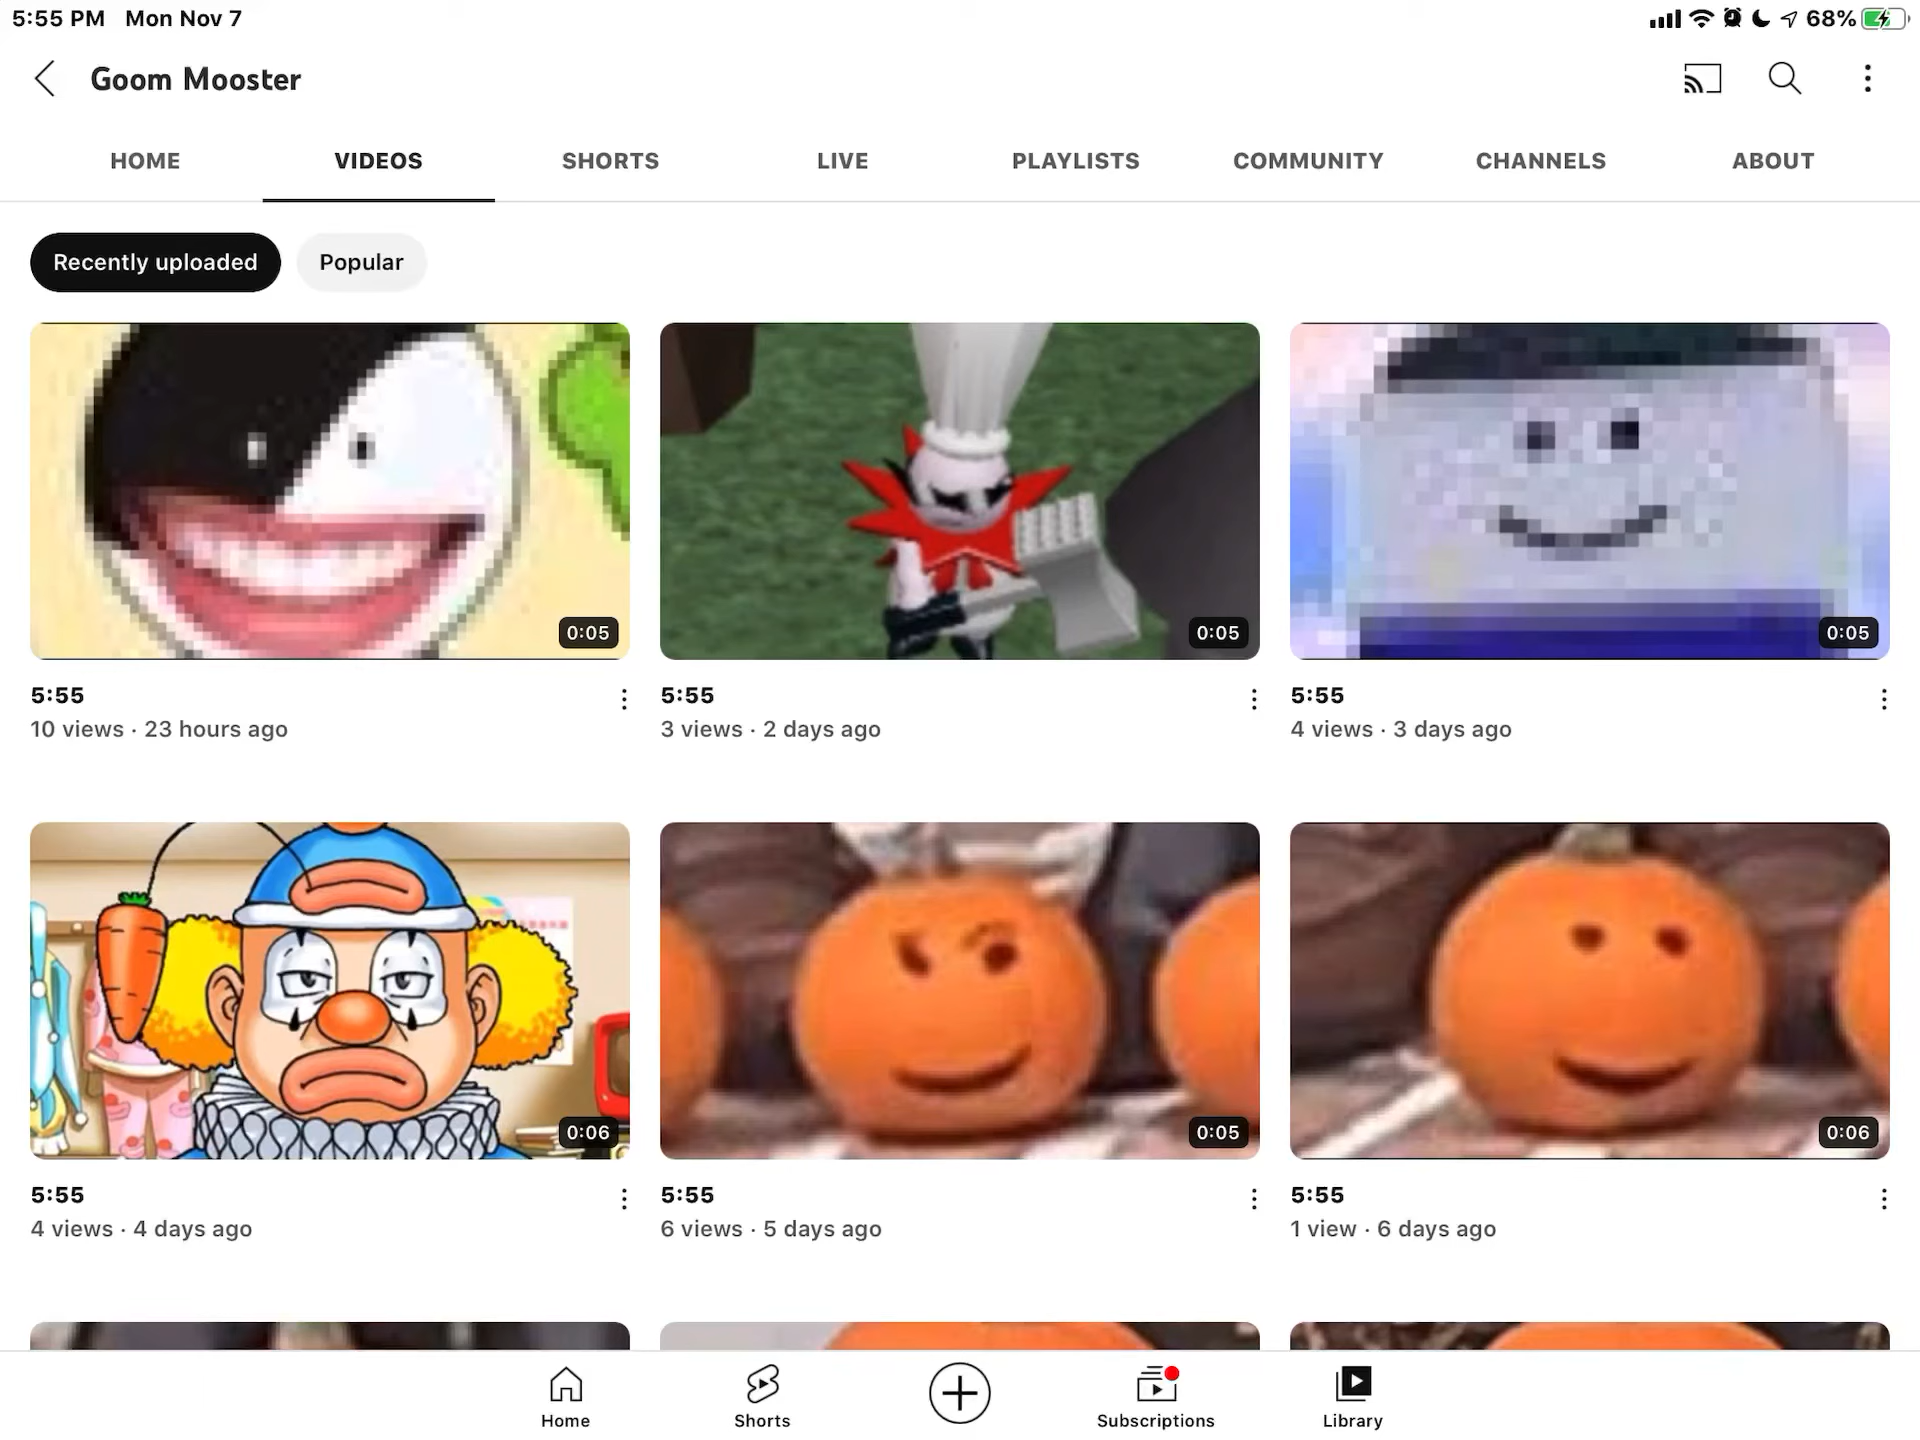 5:55 PM Mon Nov 7
68%
Goom Mooster
HOME VIDEOS SHORTS LIVE PLAYLISTS COMMUNITY CHANNELS ABOUT
Recently uploaded Popular
0:05 0:05 0:05
5:55 5:55 5:55
10 views · 23 hours ago 3 views · 2 days ago 4 views · 3 days ago
0:06 0:05 0:06
5:55 5:55 5:55
4 views · 4 days ago 6 views · 5 days ago 1 view · 6 days ago
Home Shorts Subscriptions Library